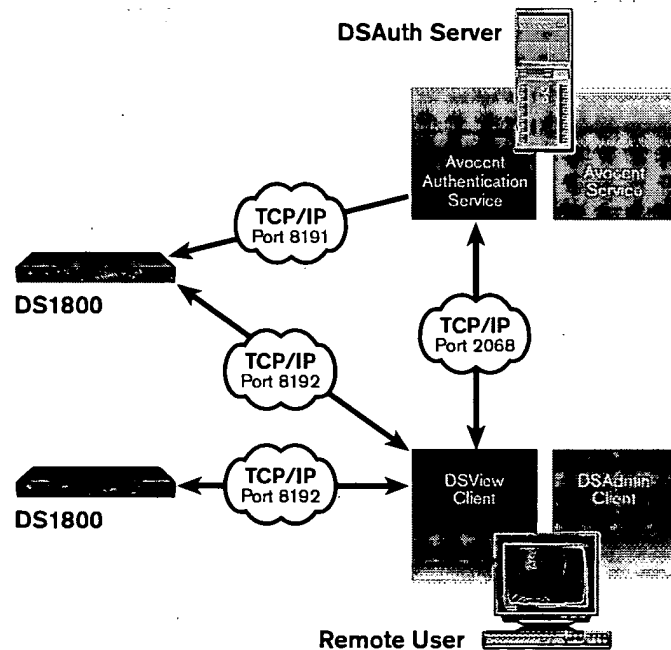 DSAuth Server
Avocent
Authentication
Service
Avocent
Service
TCP/IP
Port 8191
DS1800
TCP/IP
Port 2068
TCP/IP
Port 8192
TCP/IP
Port 8192
DS1800
DSView
Client
DSAdmin
Client
Remote User